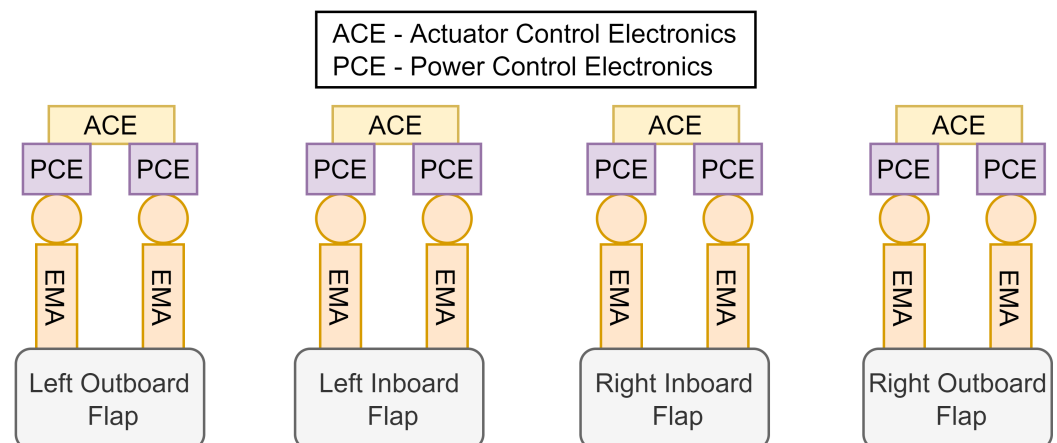 ACE - Actuator Control Electronics
PCE - Power Control Electronics
ACE
PCE
PCE
EMA
EMA
Left Outboard
Flap
ACE
PCE
PCE
EMA
EMA
Left Inboard
Flap
ACE
PCE
PCE
EMA
EMA
Right Inboard
Flap
ACE
PCE
PCE
EMA
EMA
Right Outboard
Flap